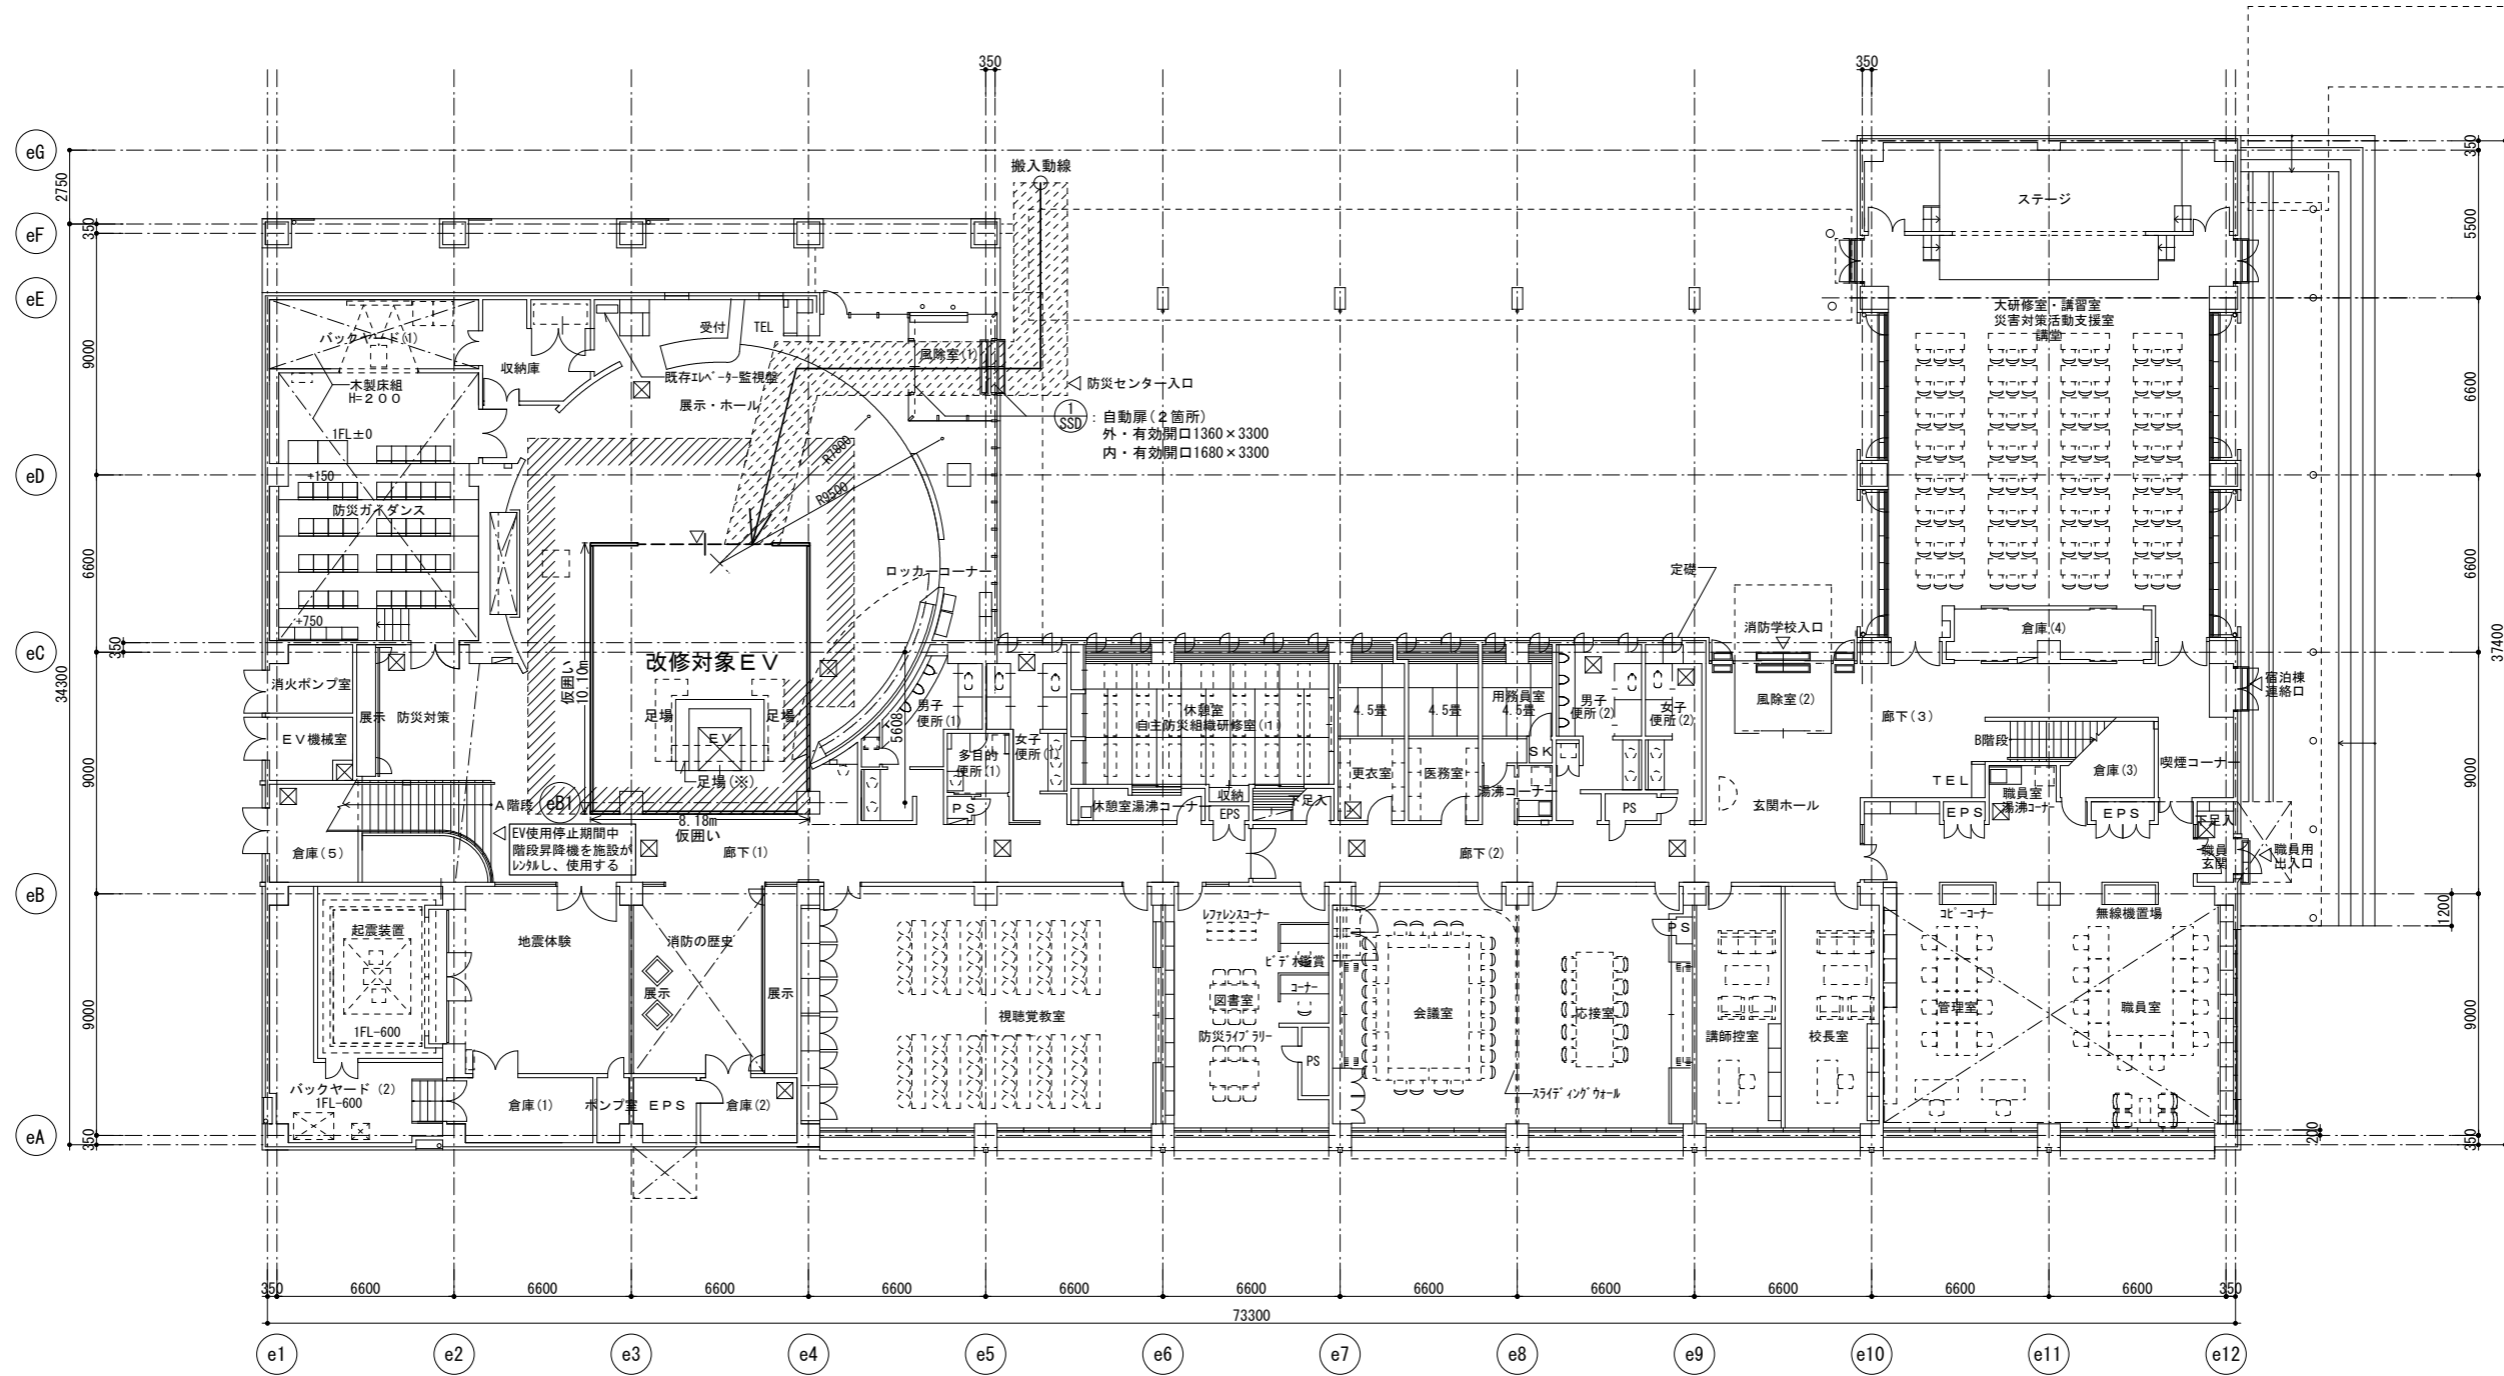 350
350
eG
eF
eE
eD
eC
eB
eA
2750
350
9000
6600
350
34300
9000
9000
350
搬入動線
ステージ
350
5500
6600
6600
37400
9000
1200
9000
200
350
バックヤード(1)
収納庫
受付
TEL
風除室(1)
木製床組
H=200
既存エレベーター監視盤
展示・ホール
防災センター入口
1
SSD
:自動扉(2箇所)
外・有効開口1360×3300
内・有効開口1680×3300
大研修室・講習室
災害対策活動支援室
講堂
1FL±0
+150
防災ガイダンス
+750
R7800
R9500
ロッカーコーナー
定礎
消防学校入口
倉庫(4)
改修対象EV
仮囲い
10.10m
足場
足場
EV
足場(※)
8.18m
仮囲い
5608
消火ポンプ室
展示
防災対策
EV機械室
A階段
eB1
EV使用停止期間中
階段昇降機を施設が
レンタルし、使用する
倉庫(5)
廊下(1)
男子
便所(1)
多目的
便所(1)
女子
便所(1)
PS
休憩室
自主防災組織研修室(1)
休憩室湯沸コーナー
収納
EPS
下足入
4.5畳
4.5畳
用務員室
4.5畳
更衣室
医務室
SK
湯沸コーナー
男子
便所(2)
女子
便所(2)
PS
廊下(2)
風除室(2)
玄関ホール
廊下(3)
宿泊棟
連絡口
B階段
TEL
職員室
湯沸コーナー
倉庫(3)
喫煙コーナー
EPS
EPS
下足入
職員
玄関
職員用
出入口
起震装置
1FL-600
バックヤード(2)
1FL-600
地震体験
消防の歴史
展示
展示
倉庫(1)
ポンプ室
EPS
倉庫(2)
視聴覚教室
レファレンスコーナー
ビデオ鑑賞
コーナー
図書室
防災ライブラリー
PS
会議室
スライディングウォール
応接室
PS
講師控室
校長室
コピーコーナー
管理室
無線機置場
職員室
350
6600
6600
6600
6600
6600
6600
6600
6600
6600
6600
6600
350
73300
e1
e2
e3
e4
e5
e6
e7
e8
e9
e10
e11
e12